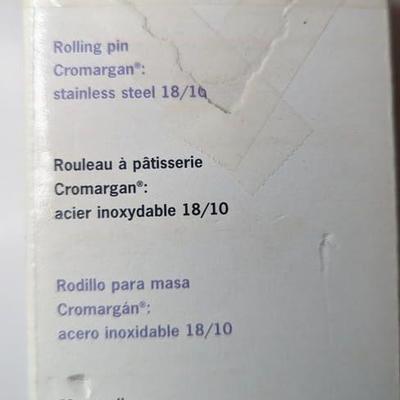 Rolling pin
Cromargan®:
stainless steel 18/10
Rouleau à pâtisserie
Cromargan®:
acier inoxydable 18/10
Rodillo para masa
Cromargán®:
acero inoxidable 18/10